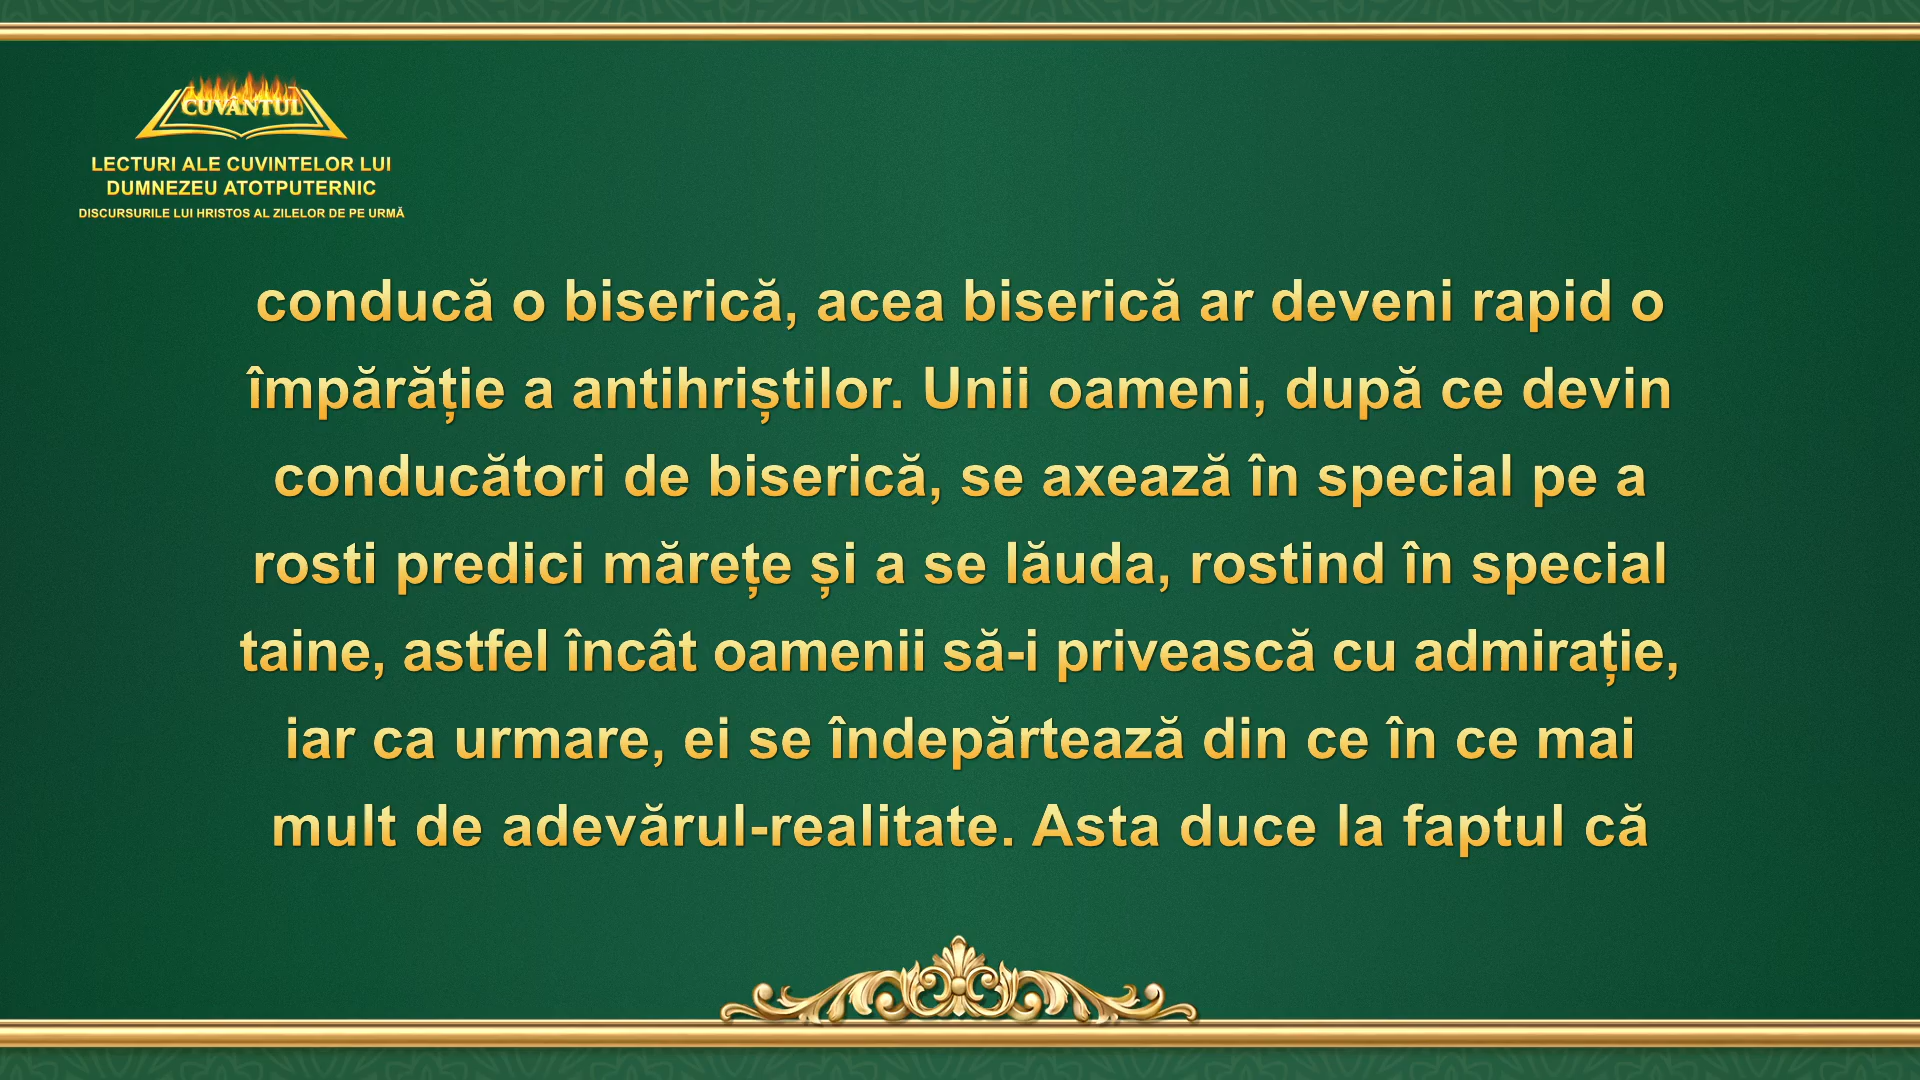 CUVÂNTUL
LECTURI ALE CUVINTELOR LUI
DUMNEZEU ATOTPUTERNIC
DISCURSURILE LUI HRISTOS AL ZILELOR DE PE URMĂ
conducă o biserică, acea biserică ar deveni rapid o
împărăție a antihriștilor. Unii oameni, după ce devin
conducători de biserică, se axează în special pe a
rosti predici mărețe și a se lăuda, rostind în special
taine, astfel încât oamenii să-i privească cu admirație,
iar ca urmare, ei se îndepărtează din ce în ce mai
mult de adevărul-realitate. Asta duce la faptul că